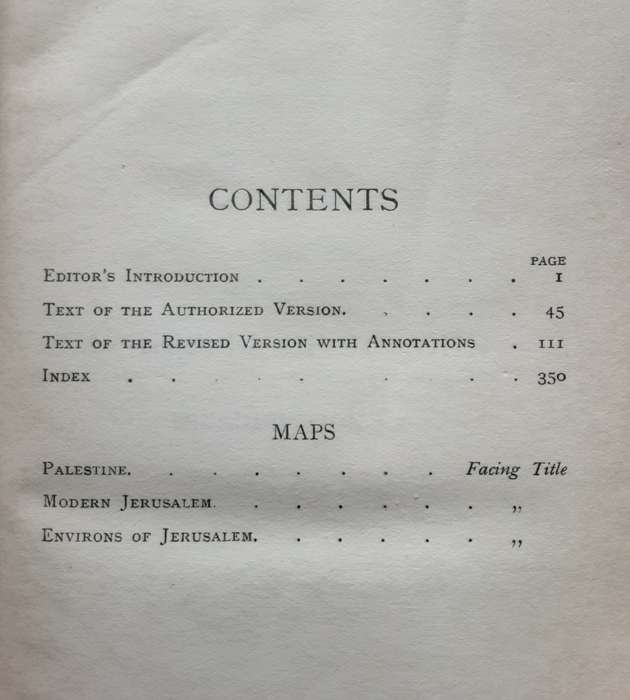 CONTENTS
PAGE
EDITOR'S INTRODUCTION . . . . . . . 1
TEXT OF THE AUTHORIZED VERSION. . . . . 45
TEXT OF THE REVISED VERSION WITH ANNOTATIONS . 111
INDEX . . . . . . . . 350
MAPS
PALESTINE. . . . . . . . Facing Title
MODERN JERUSALEM. . . . . . . „
ENVIRONS OF JERUSALEM. . . . . . „